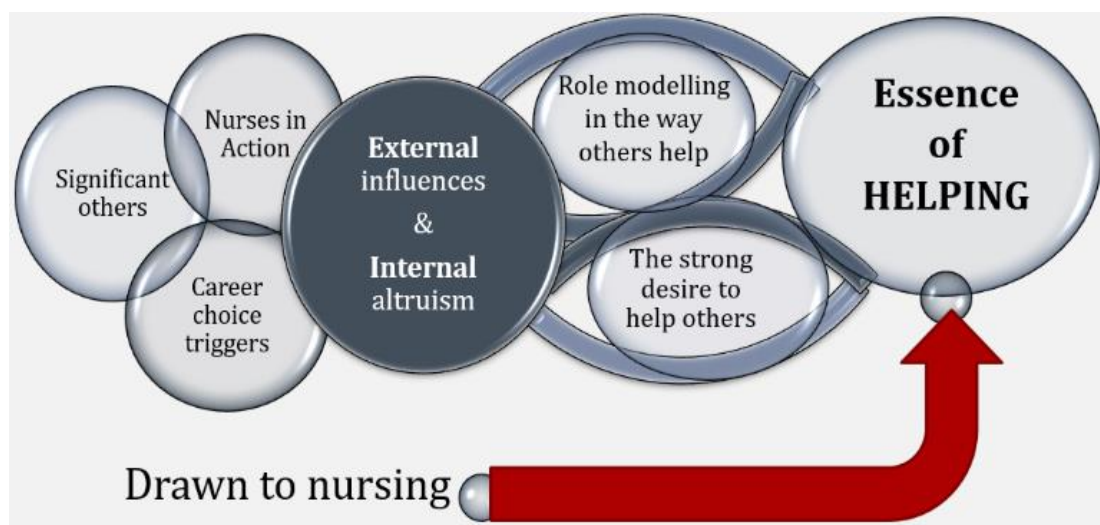 Significant
others
Nurses in
Action
Career
choice
triggers
External
influences
&
Internal
altruism
Role modelling
in the way
others help
The strong
desire to
help others
Essence
of
HELPING
Drawn to nursing